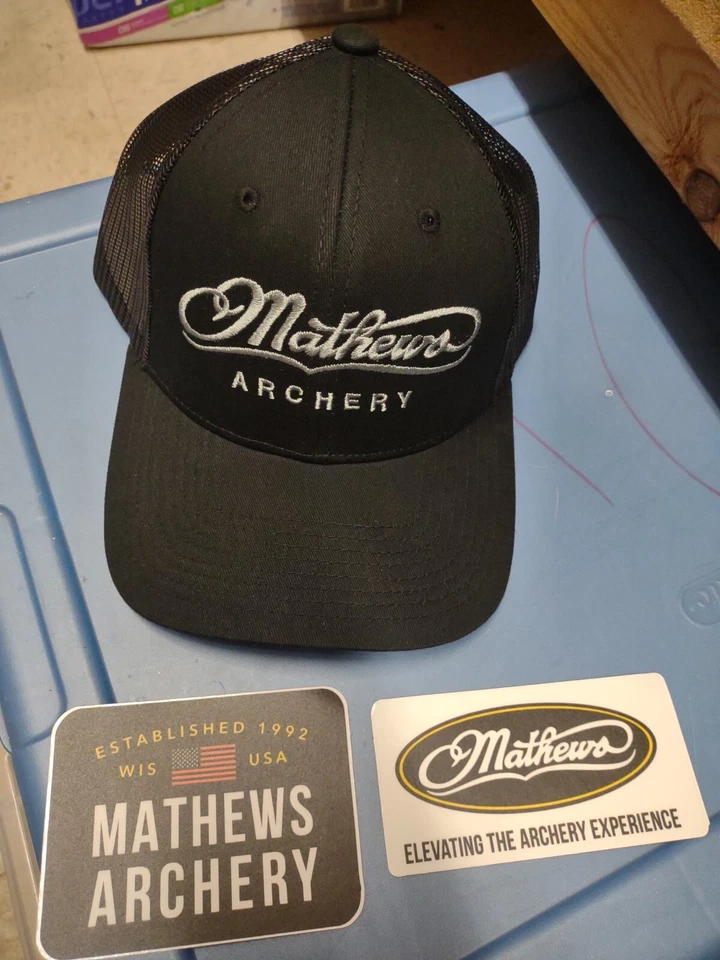 Mathews
ARCHERY
ESTABLISHED 1992
WIS USA
MATHEWS
ARCHERY
Mathews
ELEVATING THE ARCHERY EXPERIENCE